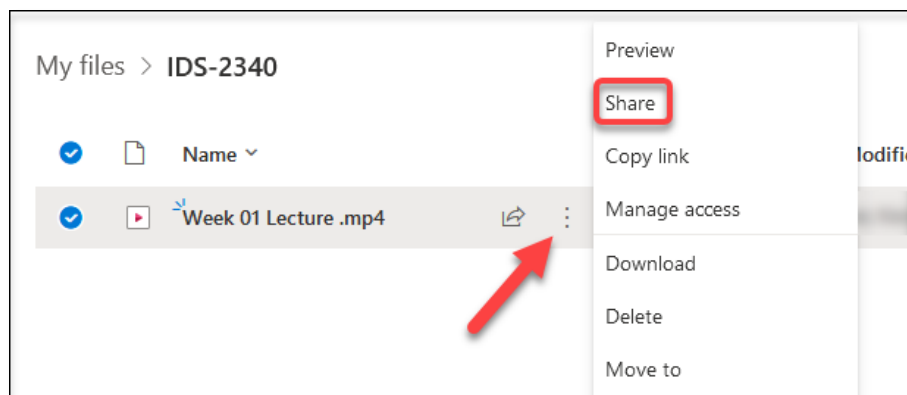 My files > IDS-2340
Name
Week 01 Lecture .mp4
Preview
Share
Copy link
Manage access
Download
Delete
Move to